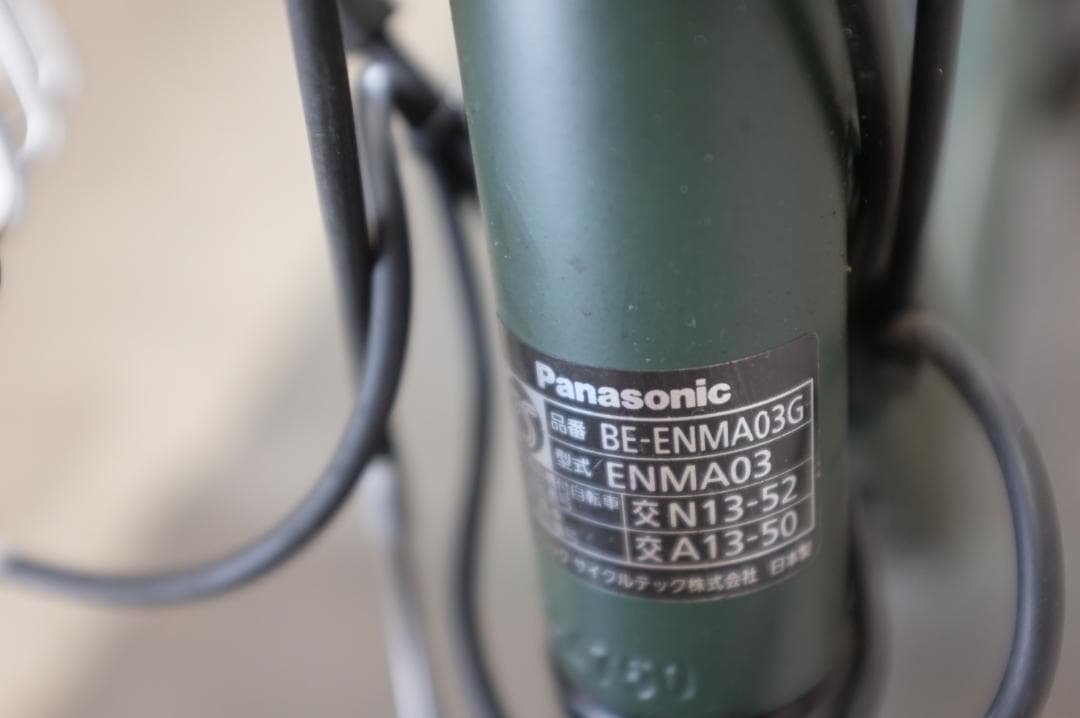 Panasonic
品番 BE-ENMA03G
型式 ENMA03
付自転車 交N13-52
交A13-50
サイクルテック株式会社 日本製